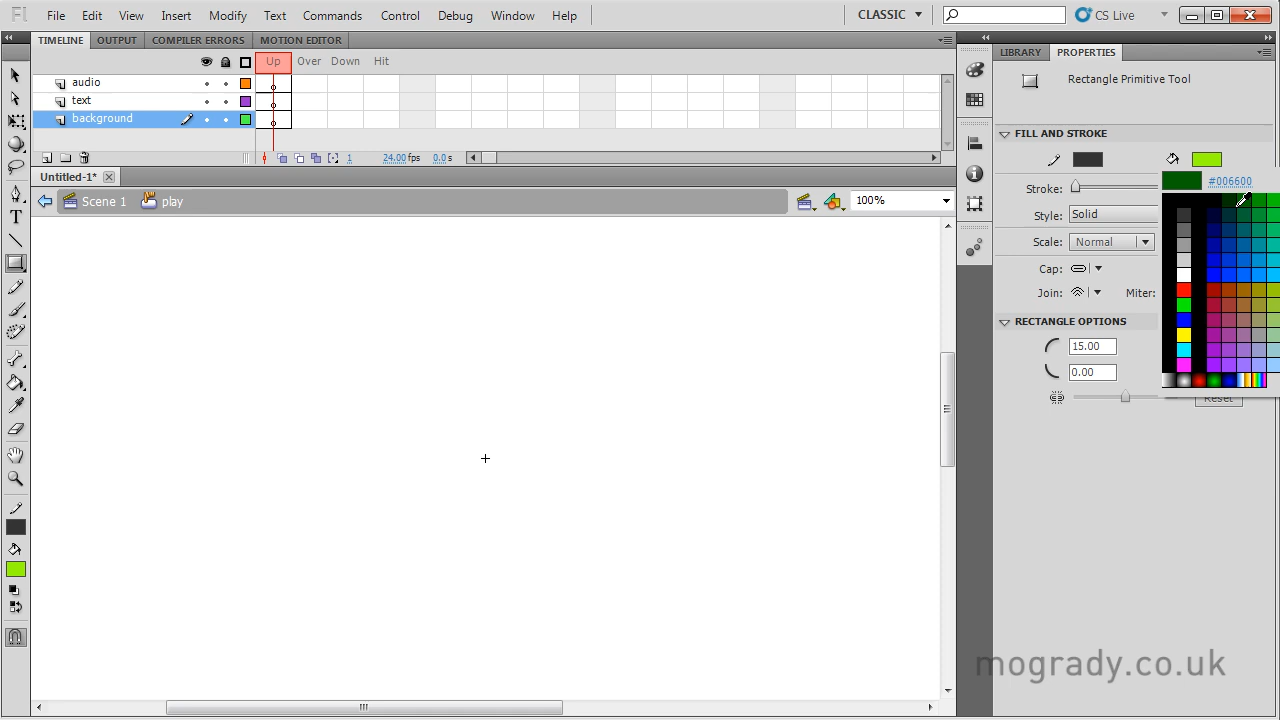 Fl File Edit View Insert Modify Text Commands Control Debug Window Help CLASSIC CS Live
TIMELINE OUTPUT COMPILER ERRORS MOTION EDITOR
Up Over Down Hit
audio
text
background
1 24.00 fps 0.0 s
Untitled-1*
Scene 1 play 100%
LIBRARY PROPERTIES
Rectangle Primitive Tool
FILL AND STROKE
#006600
Stroke:
Style: Solid
Scale: Normal
Cap:
Join: Miter:
RECTANGLE OPTIONS
15.00
0.00
Reset
mogrady.co.uk